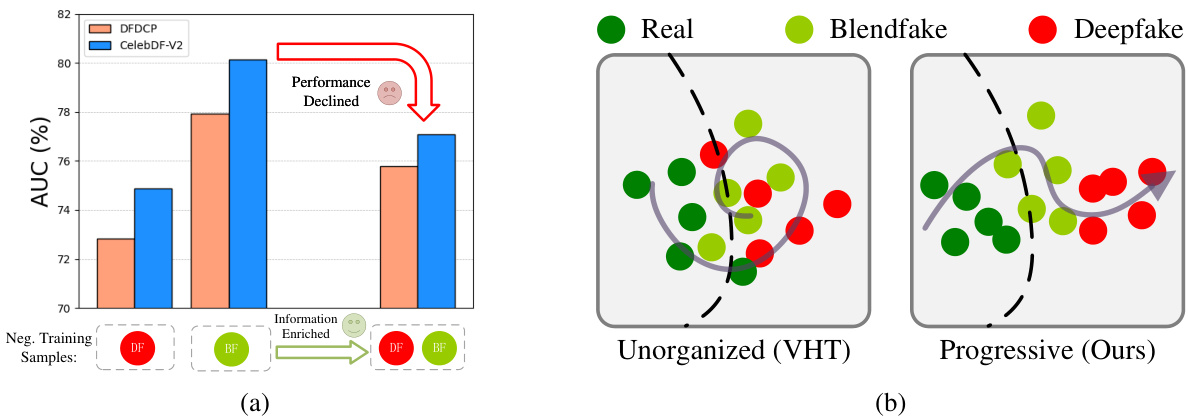 82
80
78
76
74
72
70
AUC (%)
DFDCP
CelebDF-V2
Performance
Declined
Neg. Training
Samples:
DF
BF
Information
Enriched
DF
BF
(a)
Real
Blendfake
Deepfake
Unorganized (VHT)
Progressive (Ours)
(b)